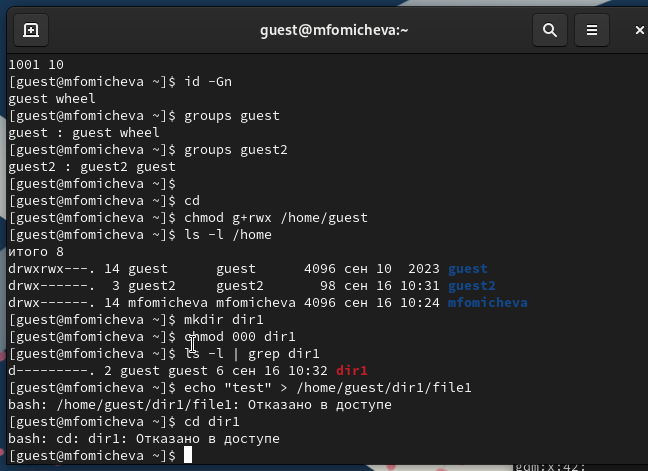 guest@mfomicheva:~
1001 10
[guest@mfomicheva ~]$ id -Gn
guest wheel
[guest@mfomicheva ~]$ groups guest
guest : guest wheel
[guest@mfomicheva ~]$ groups guest2
guest2 : guest2 guest
[guest@mfomicheva ~]$
[guest@mfomicheva ~]$ cd
[guest@mfomicheva ~]$ chmod g+rwx /home/guest
[guest@mfomicheva ~]$ ls -l /home
итого 8
drwxrwx---. 14 guest      guest      4096 сен 10  2023 guest
drwx------.  3 guest2     guest2       98 сен 16 10:31 guest2
drwx------. 14 mfomicheva mfomicheva 4096 сен 16 10:24 mfomicheva
[guest@mfomicheva ~]$ mkdir dir1
[guest@mfomicheva ~]$ chmod 000 dir1
[guest@mfomicheva ~]$ ls -l | grep dir1
d---------. 2 guest guest 6 сен 16 10:32 dir1
[guest@mfomicheva ~]$ echo "test" > /home/guest/dir1/file1
bash: /home/guest/dir1/file1: Отказано в доступе
[guest@mfomicheva ~]$ cd dir1
bash: cd: dir1: Отказано в доступе
[guest@mfomicheva ~]$
gdm:x:42: